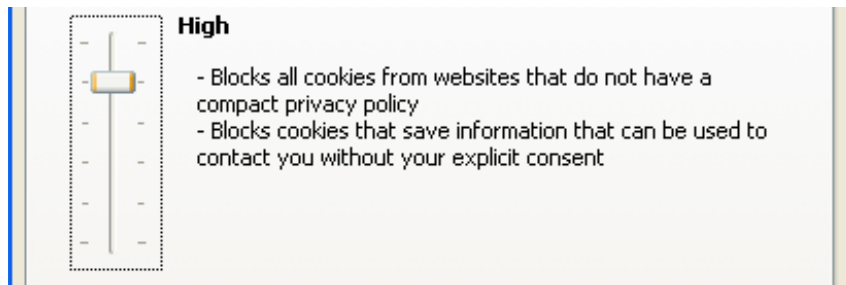 High
- Blocks all cookies from websites that do not have a
compact privacy policy
- Blocks cookies that save information that can be used to
contact you without your explicit consent